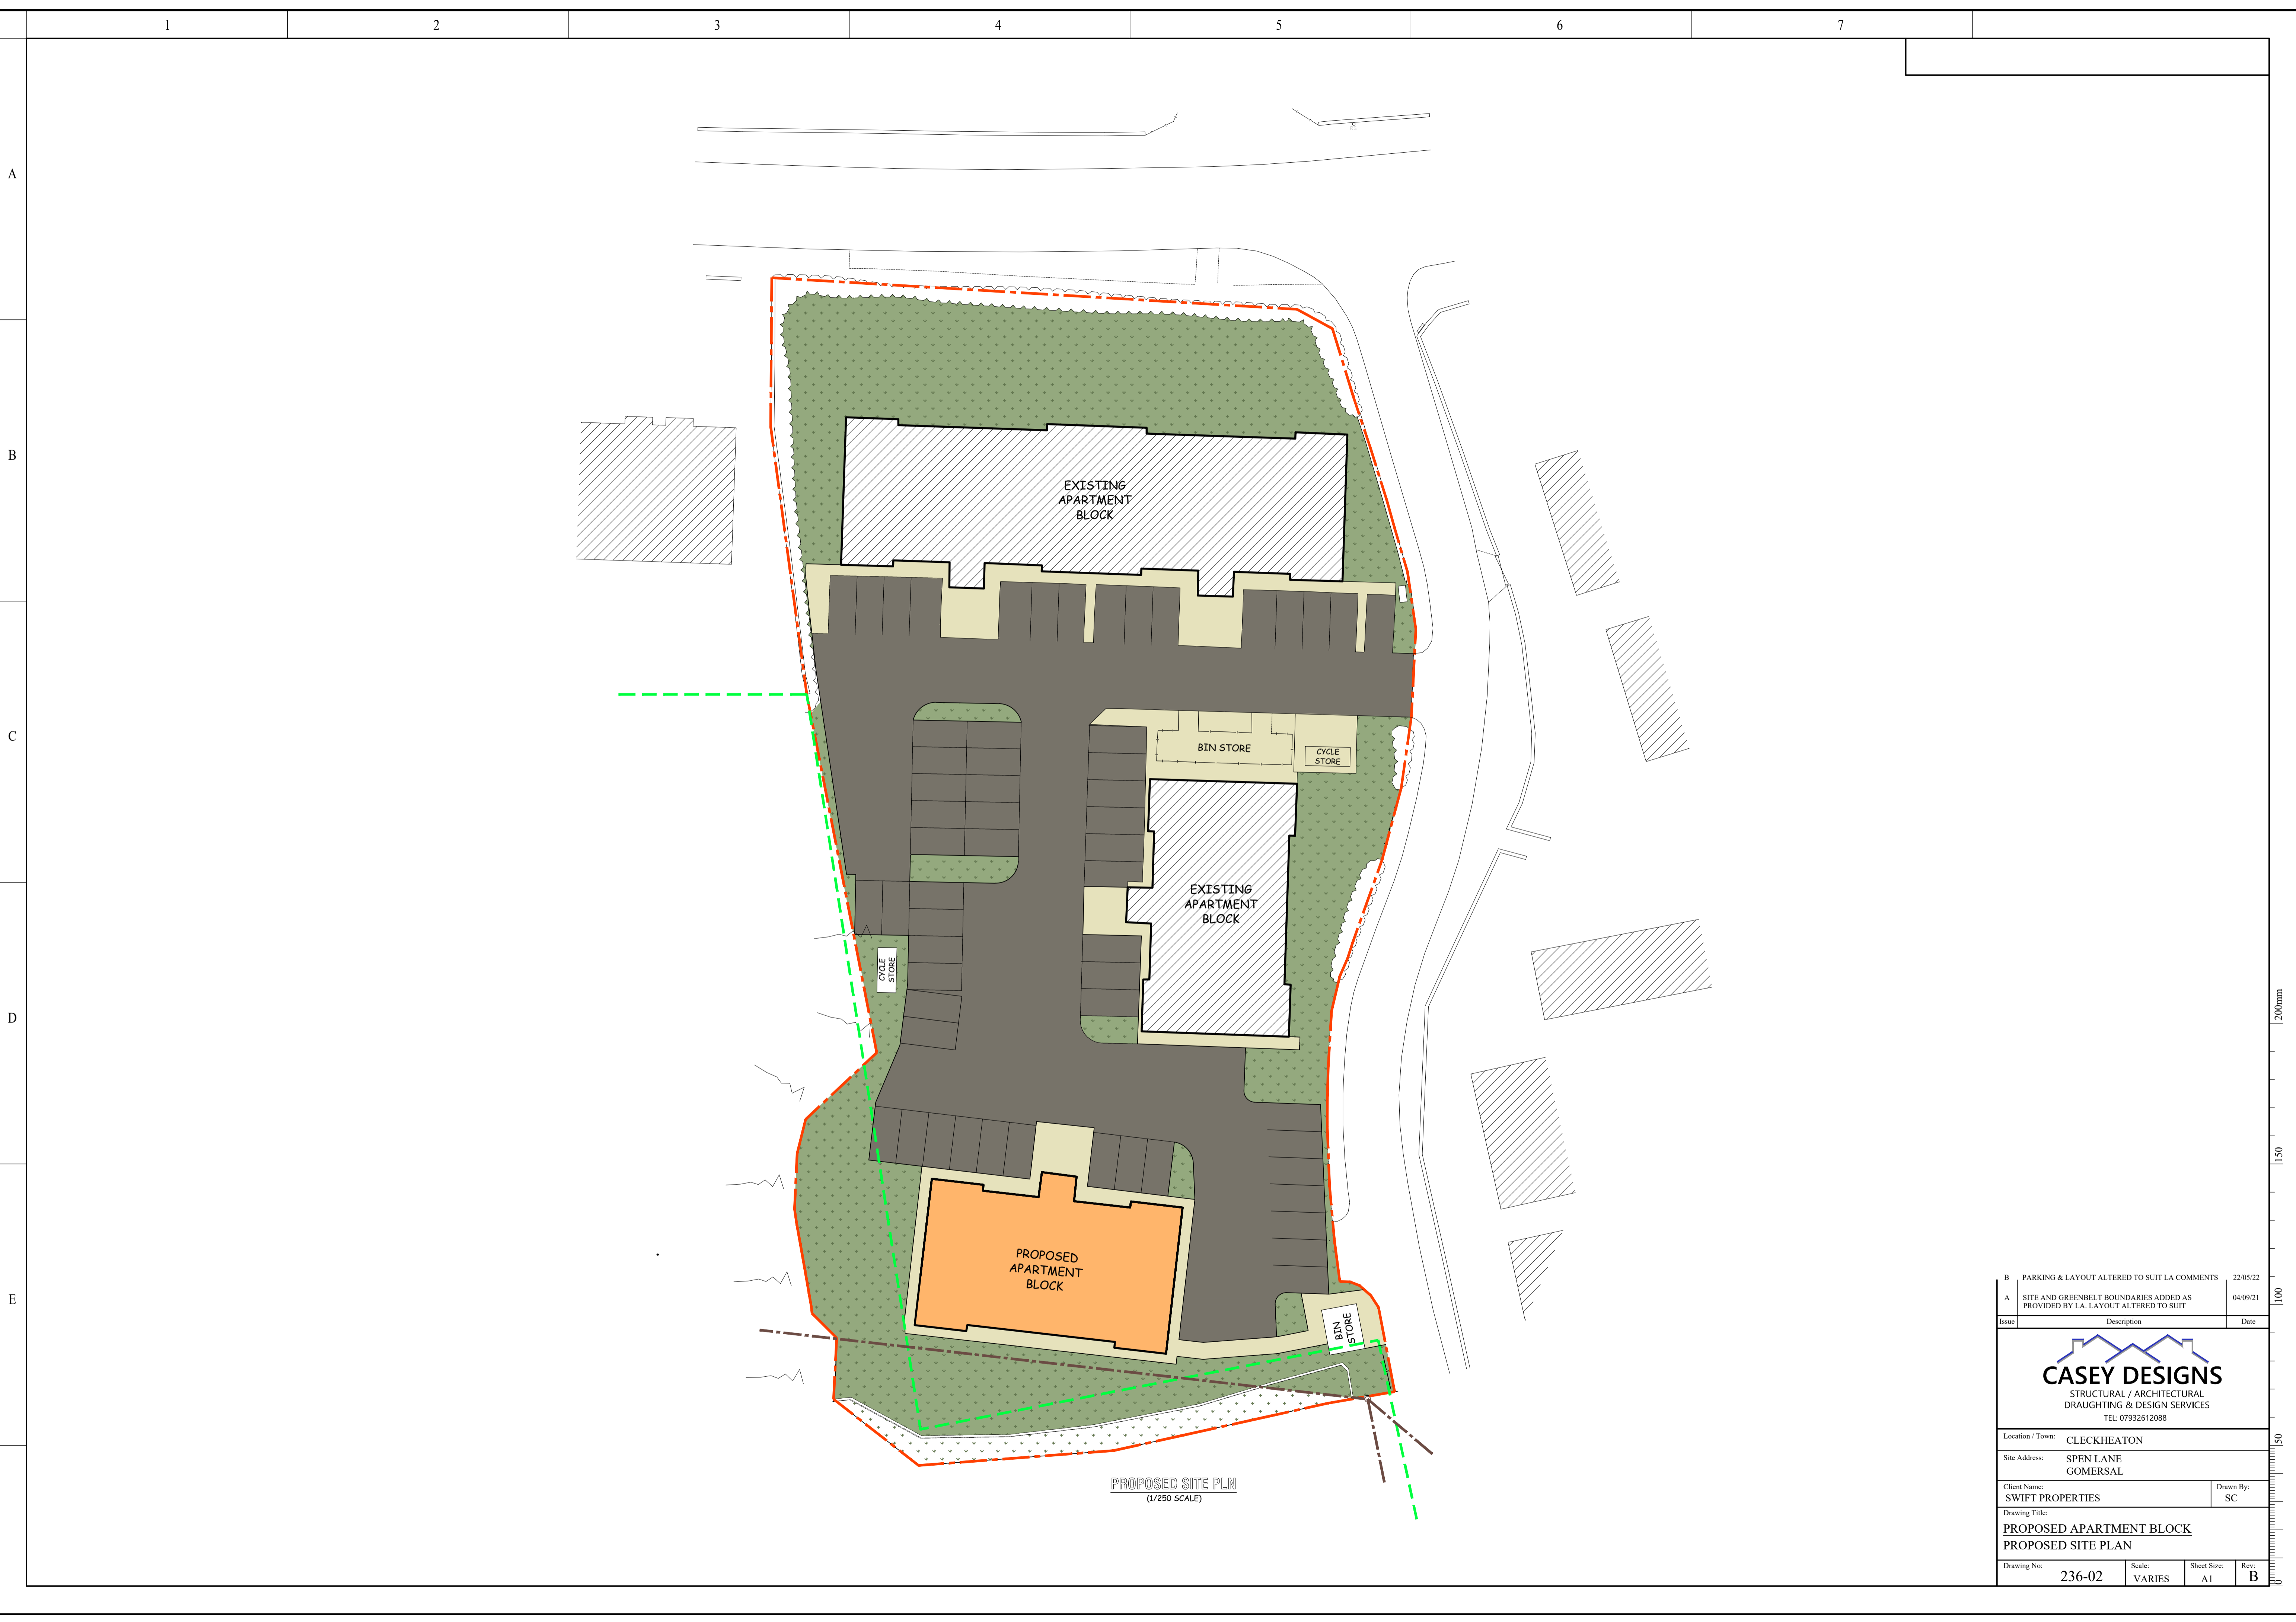 1 2 3 4 5 6 7
A
B
C
D
E
EXISTING
APARTMENT
BLOCK
BIN STORE
CYCLE
STORE
EXISTING
APARTMENT
BLOCK
CYCLE
STORE
PROPOSED
APARTMENT
BLOCK
BIN
STORE
PROPOSED SITE PLN
(1/250 SCALE)
200mm
150
100
50
0
B PARKING & LAYOUT ALTERED TO SUIT LA COMMENTS 22/05/22
A SITE AND GREENBELT BOUNDARIES ADDED AS 04/09/21
PROVIDED BY LA. LAYOUT ALTERED TO SUIT
Issue Description Date
CASEY DESIGNS
STRUCTURAL / ARCHITECTURAL
DRAUGHTING & DESIGN SERVICES
TEL: 07932612088
Location / Town: CLECKHEATON
Site Address: SPEN LANE
GOMERSAL
Client Name: Drawn By:
SWIFT PROPERTIES SC
Drawing Title:
PROPOSED APARTMENT BLOCK
PROPOSED SITE PLAN
Drawing No: Scale: Sheet Size: Rev:
236-02 VARIES A1 B